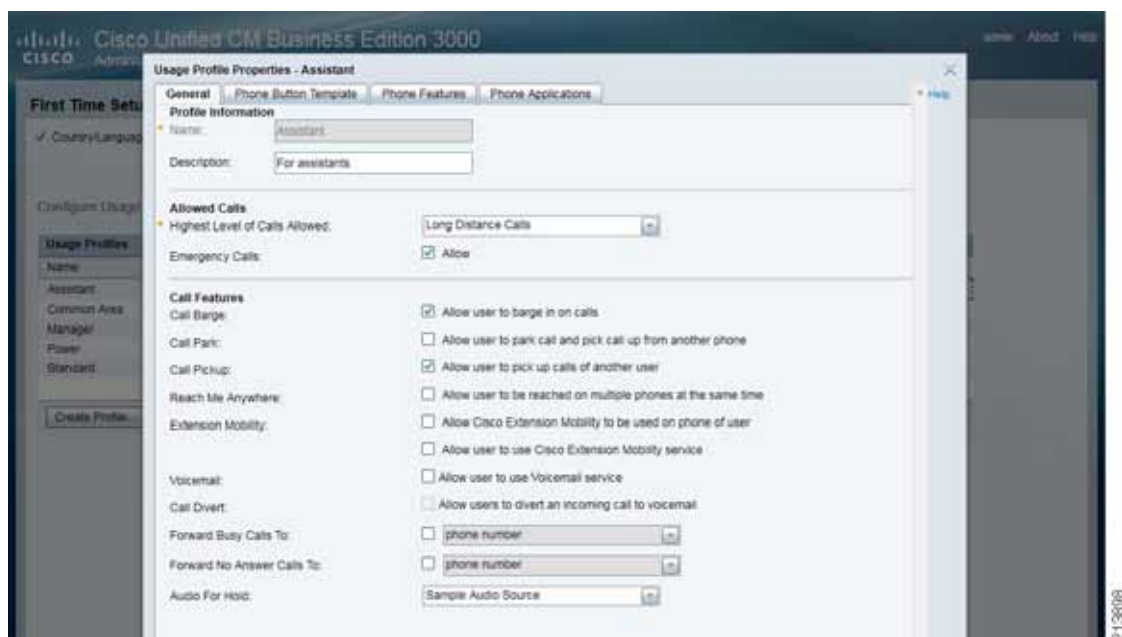 Cisco Unified CM Business Edition 3000
CISCO
About Help
Usage Profile Properties - Assistant
General Phone Button Template Phone Features Phone Applications
Help
First Time Setu
Country/Languag
Profile Information
* Name: Assistant
Description: For assistants
Configure Usage
Allowed Calls
* Highest Level of Calls Allowed: Long Distance Calls
Emergency Calls: Allow
Usage Profiles
Name
Assistant
Common Area
Manager
Power
Standard
Create Profile...
Call Features
Call Barge: Allow user to barge in on calls
Call Park: Allow user to park call and pick call up from another phone
Call Pickup: Allow user to pick up calls of another user
Reach Me Anywhere: Allow user to be reached on multiple phones at the same time
Extension Mobility: Allow Cisco Extension Mobility to be used on phone of user
Allow user to use Cisco Extension Mobility service
Voicemail: Allow user to use Voicemail service
Call Divert: Allow users to divert an incoming call to voicemail
Forward Busy Calls To: phone number
Forward No Answer Calls To: phone number
Audio For Hold: Sample Audio Source
213898